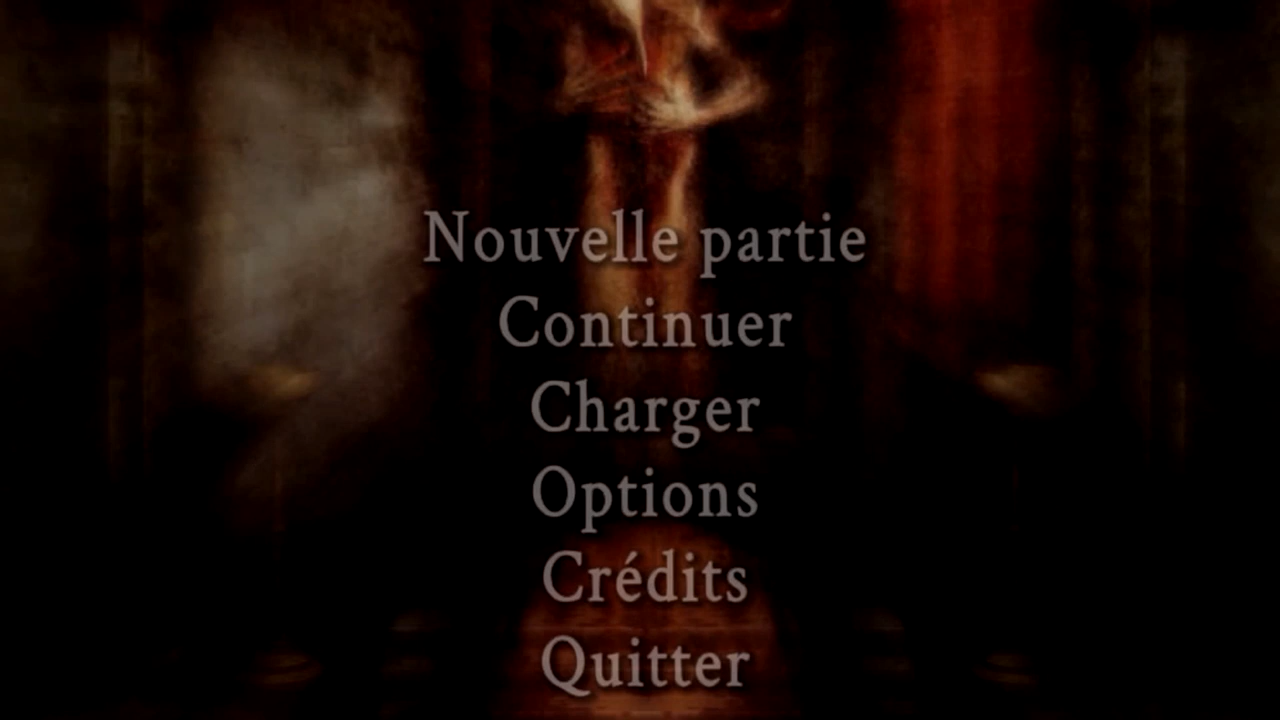 Nouvelle partie
Continuer
Charger
Options
Crédits
Quitter